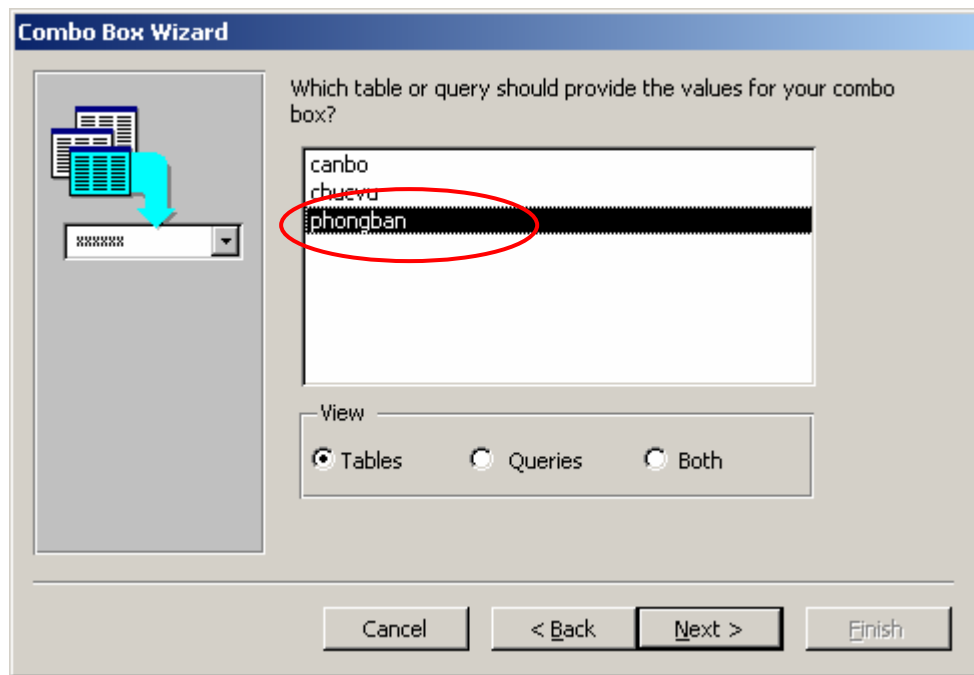 Combo Box Wizard
Which table or query should provide the values for your combo
box?
canbo
chucvu
phongban
xxxxxx
View
Tables
Queries
Both
Cancel
< Back
Next >
Finish